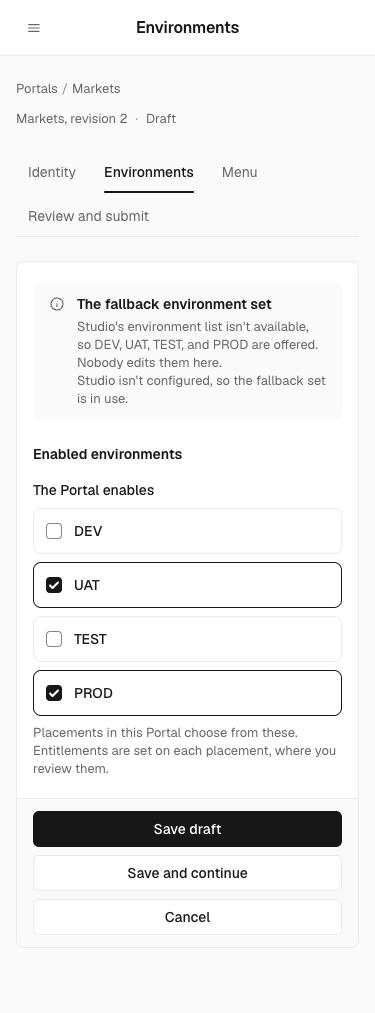 Environments
Portals / Markets
Markets, revision 2 · Draft
Identity
Environments
Menu
Review and submit
The fallback environment set
Studio's environment list isn't available,
so DEV, UAT, TEST, and PROD are offered.
Nobody edits them here.
Studio isn't configured, so the fallback set
is in use.
Enabled environments
The Portal enables
DEV
UAT
TEST
PROD
Placements in this Portal choose from these.
Entitlements are set on each placement, where you
review them.
Save draft
Save and continue
Cancel